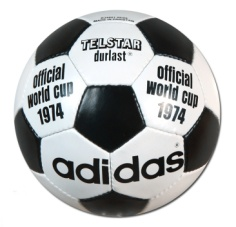 TELSTAR
durlast®
official
world cup
1974
official
world cup
1974
adidas